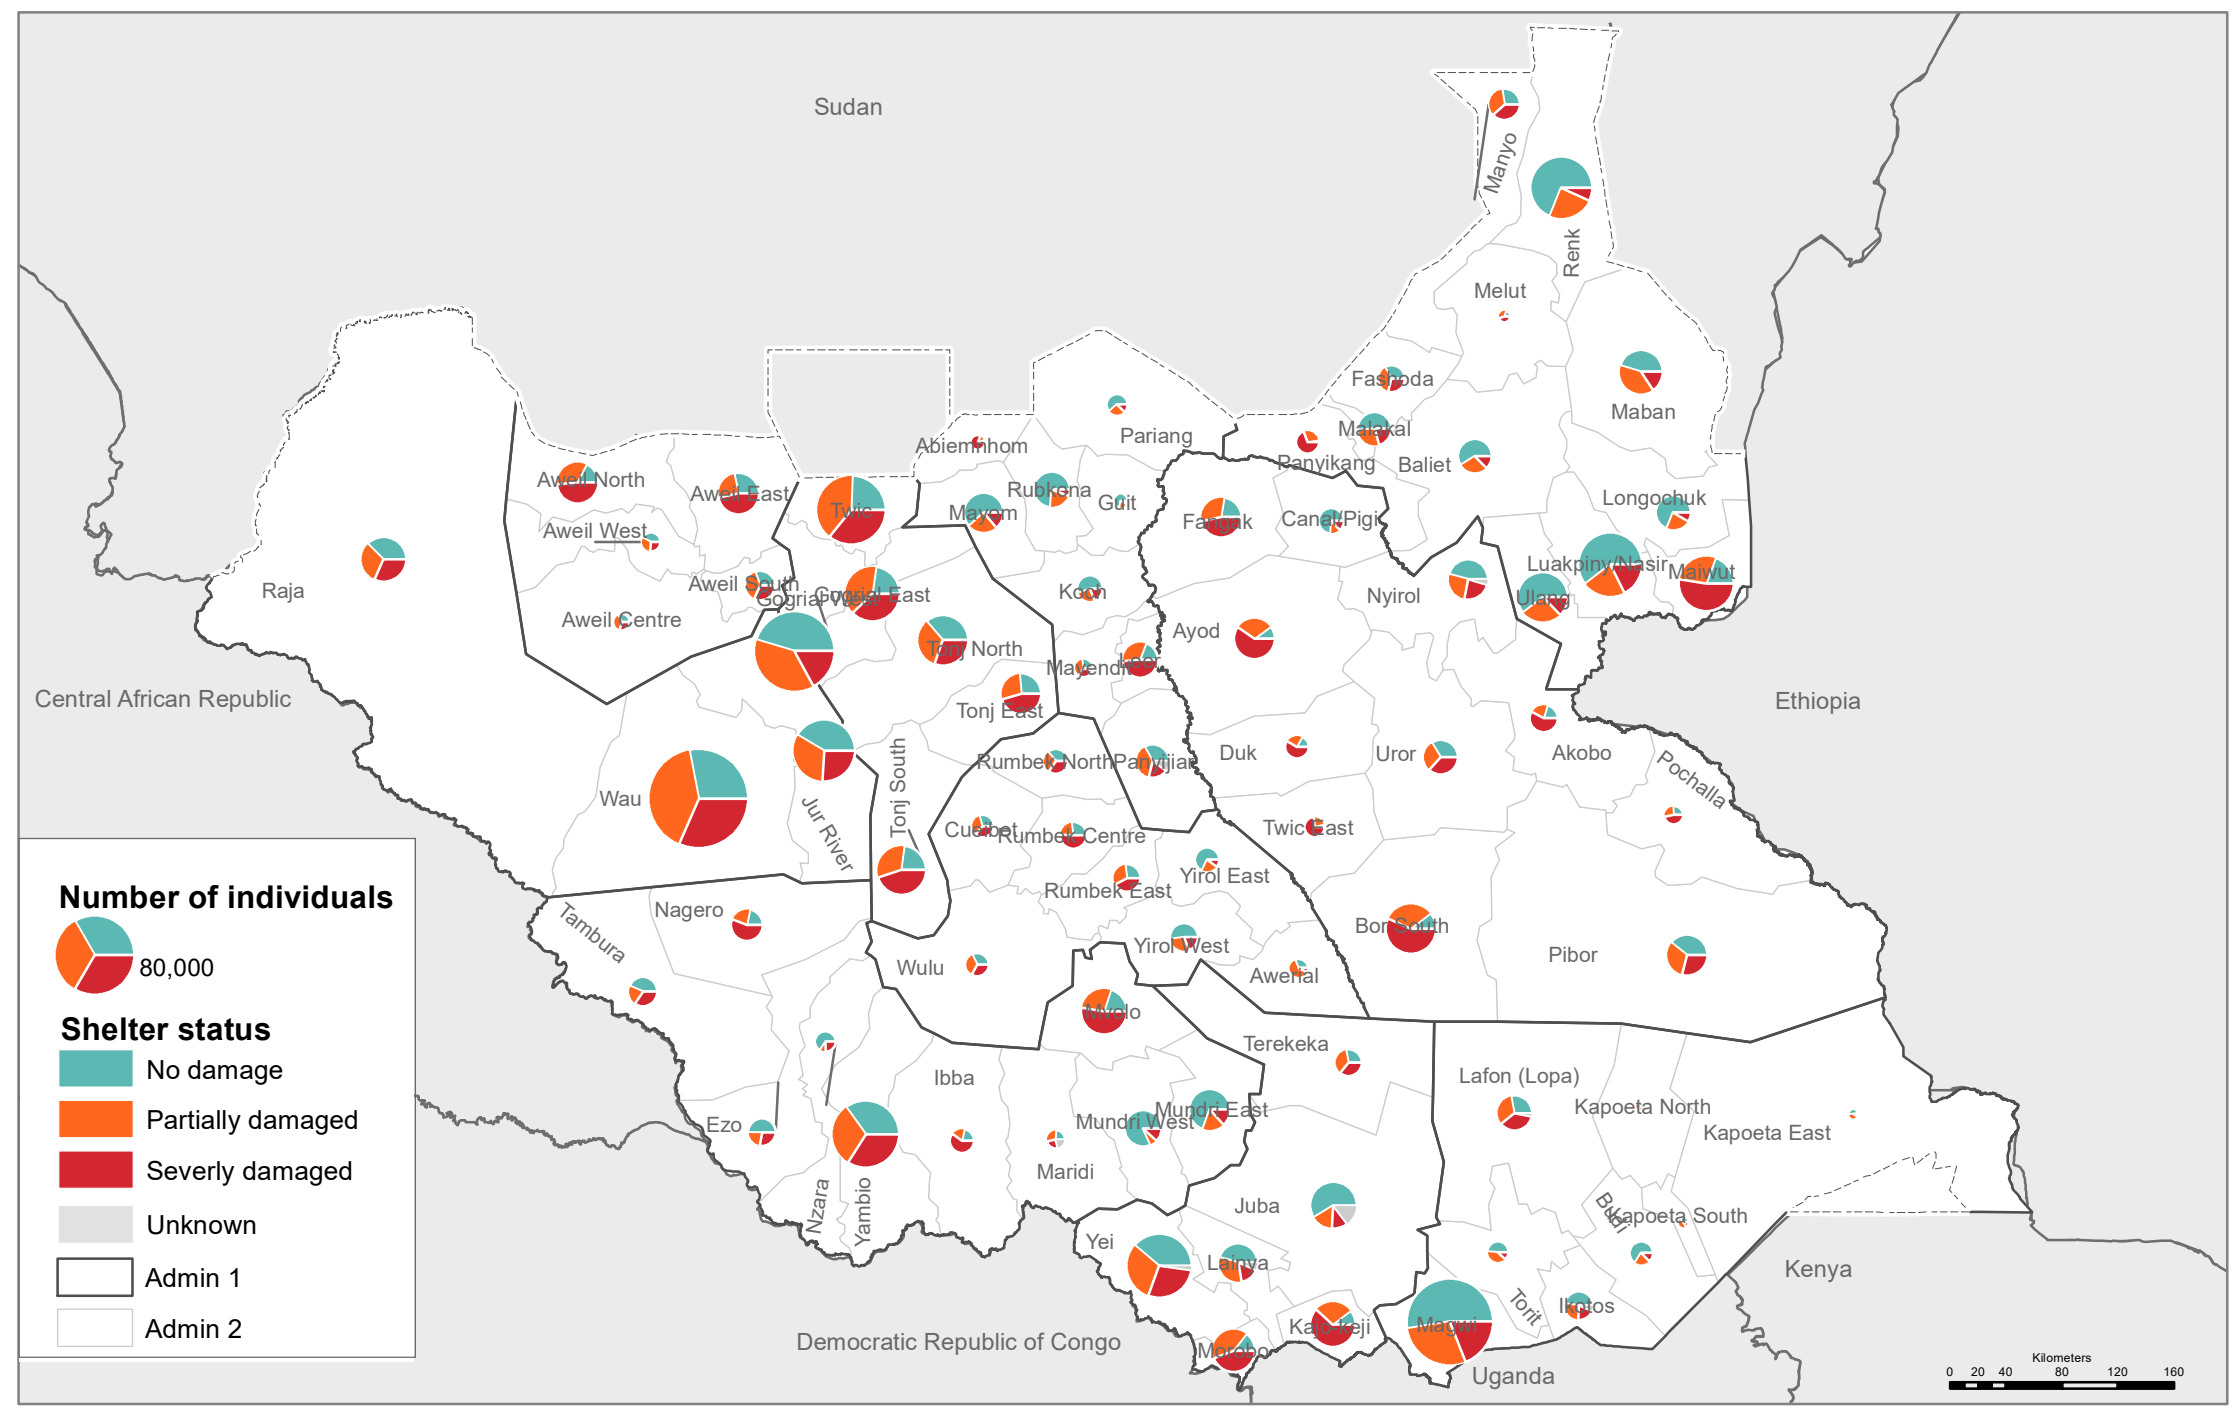 Sudan
Manyo
Renk
Melut
Fashoda
Maban
Malakal
Pariang
Abiemnhom
Panyikang
Baliet
Aweil North
Aweil East
Twic
Rubkona
Mayom
Guit
Fangak
Canal/Pigi
Longochuk
Aweil West
Luakpiny/Nasir
Maiwut
Raja
Aweil South
Gogrial West
Gogrial East
Koch
Nyirol
Ulang
Aweil Centre
Ayod
Tonj North
Mayendit
Leer
Central African Republic
Tonj East
Ethiopia
Rumbek North
Panyijiar
Duk
Uror
Akobo
Pochalla
Wau
Jur River
Tonj South
Cueibet
Rumbek Centre
Twic East
Yirol East
Rumbek East
Number of individuals
80,000
Nagero
Tambura
Bor South
Yirol West
Pibor
Wulu
Awerial
Mvolo
Shelter status
No damage
Partially damaged
Severly damaged
Unknown
Admin 1
Admin 2
Terekeka
Ibba
Lafon (Lopa)
Kapoeta North
Mundri East
Mundri West
Ezo
Kapoeta East
Maridi
Nzara
Yambio
Juba
Budi
Kapoeta South
Yei
Lainya
Kenya
Torit
Ikotos
Magwi
Kajo-keji
Morobo
Democratic Republic of Congo
Uganda
Kilometers
0 20 40 80 120 160